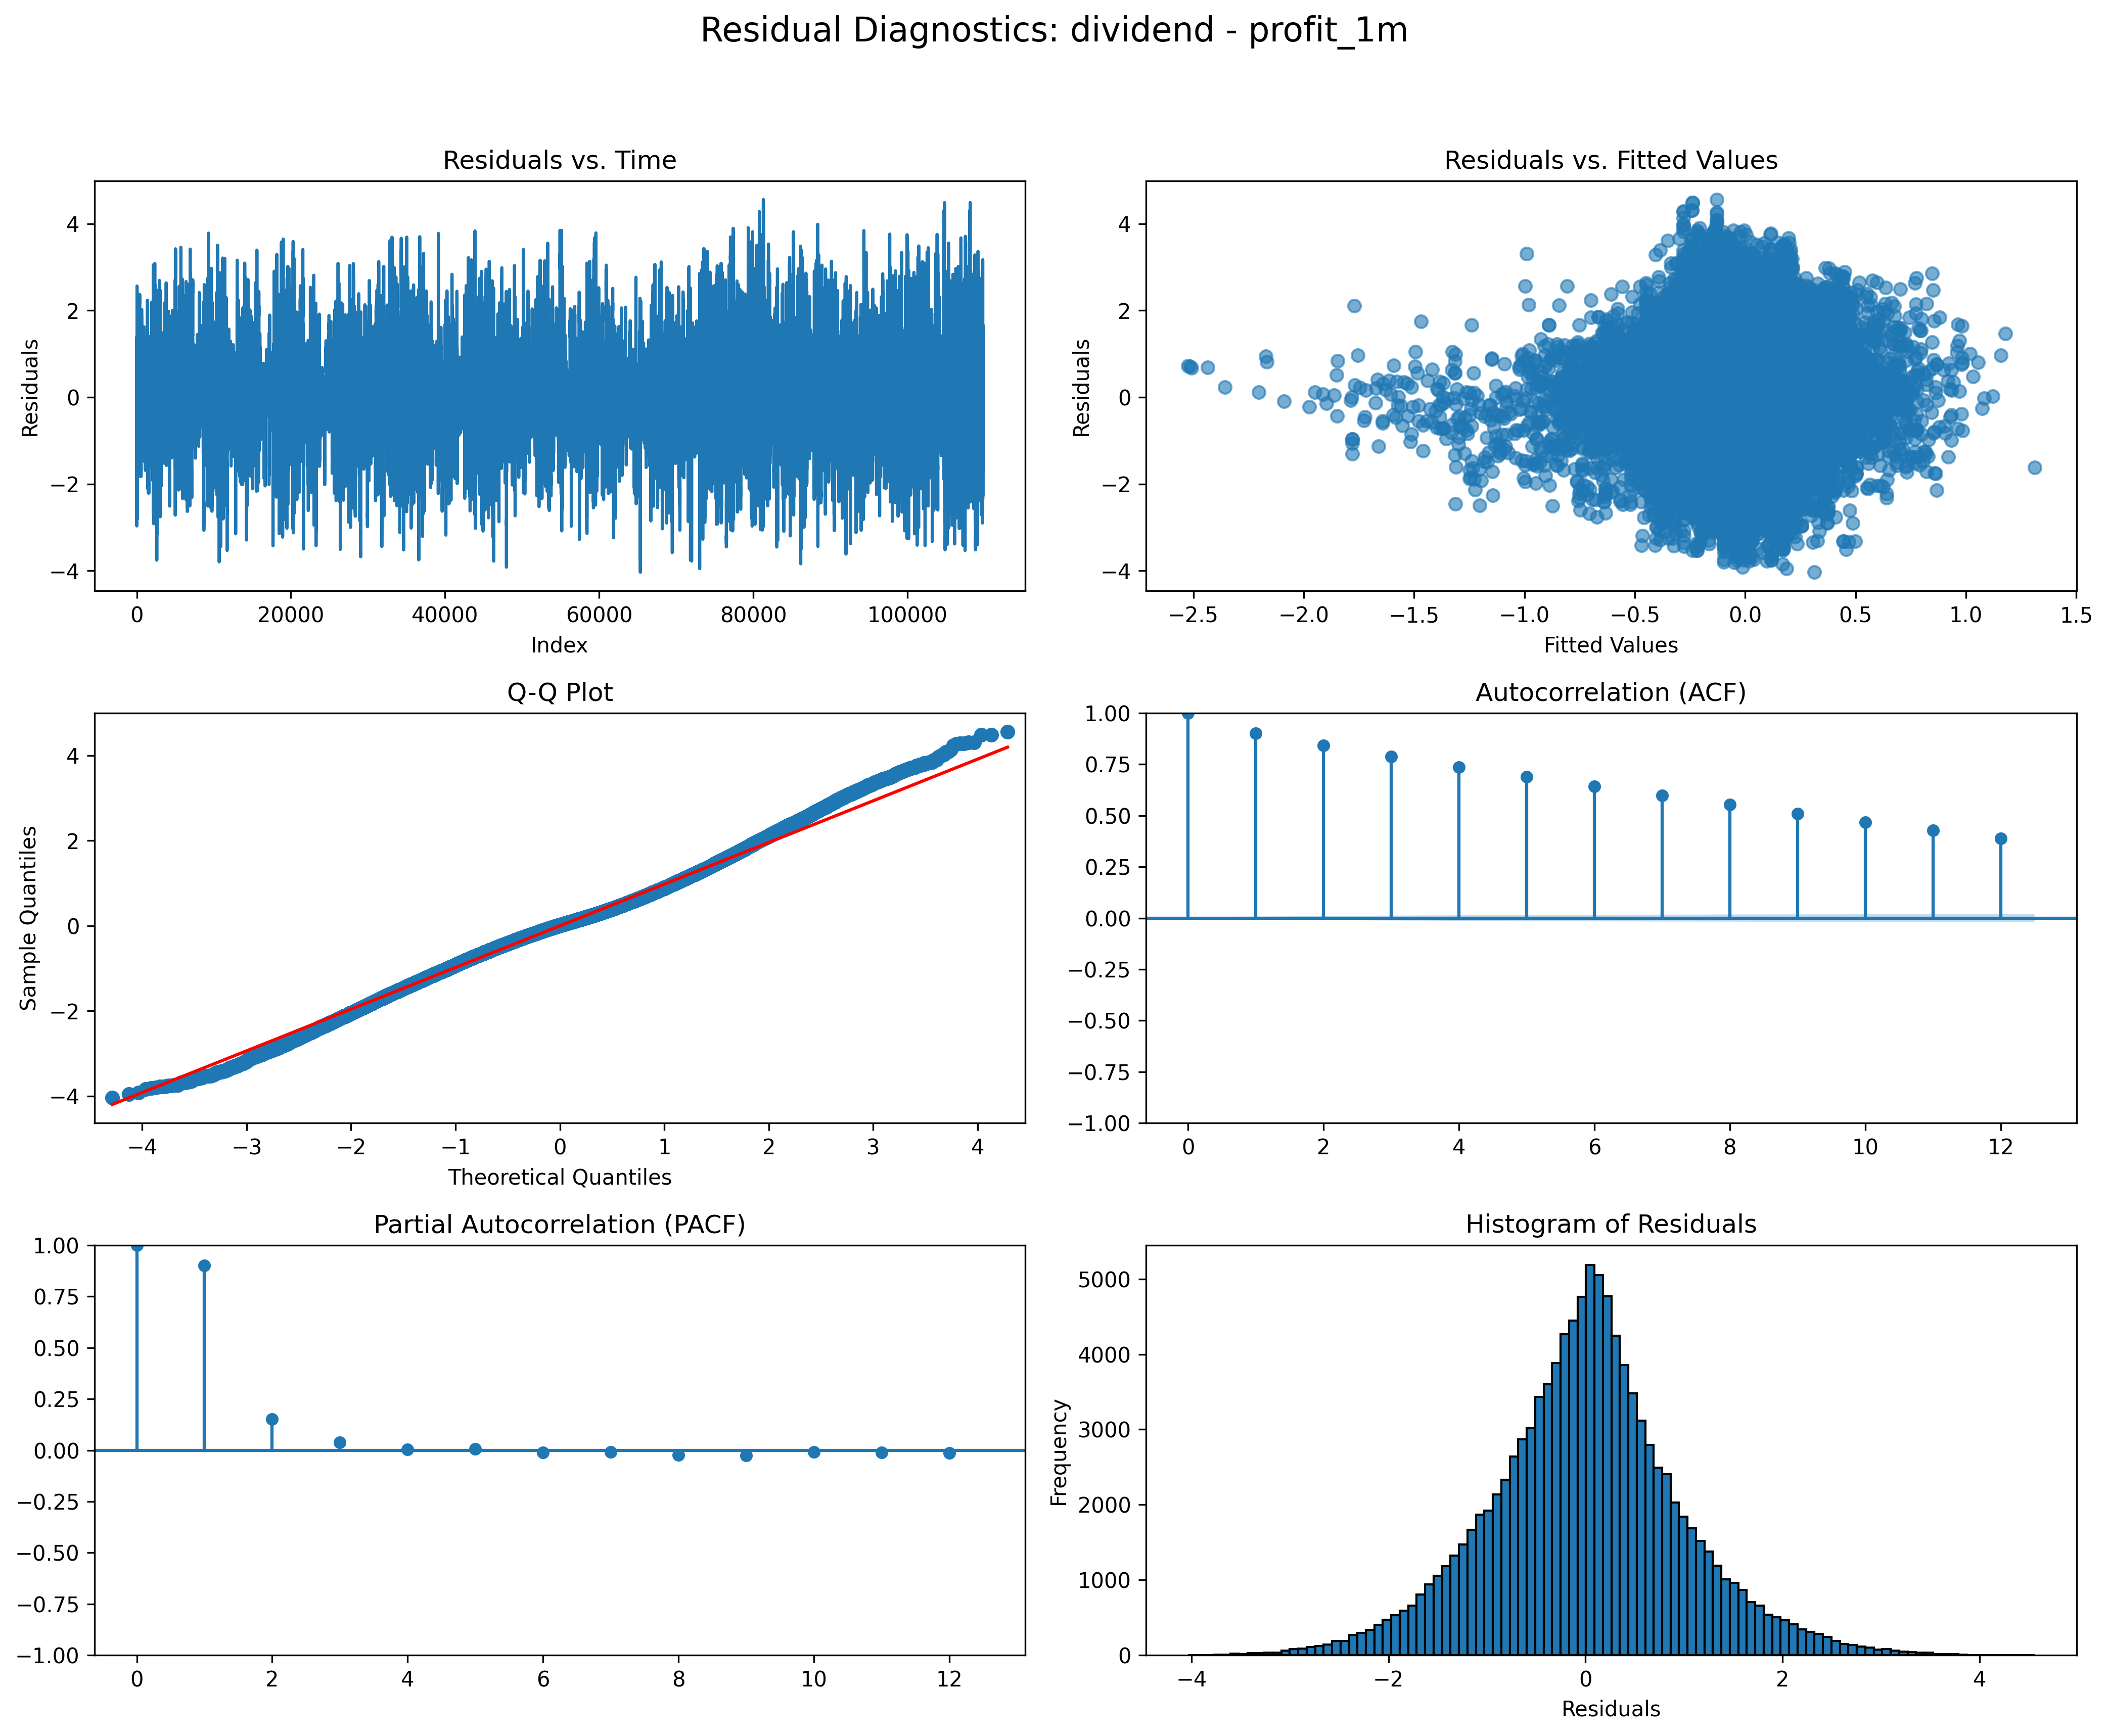 Residual Diagnostics: dividend - profit_1m
Residuals vs. Time
Residuals
4
2
0
−2
−4
0 20000 40000 60000 80000 100000
Index
Residuals vs. Fitted Values
Residuals
4
2
0
−2
−4
−2.5 −2.0 −1.5 −1.0 −0.5 0.0 0.5 1.0 1.5
Fitted Values
Q-Q Plot
Sample Quantiles
4
2
0
−2
−4
−4 −3 −2 −1 0 1 2 3 4
Theoretical Quantiles
Autocorrelation (ACF)
1.00
0.75
0.50
0.25
0.00
−0.25
−0.50
−0.75
−1.00
0 2 4 6 8 10 12
Partial Autocorrelation (PACF)
1.00
0.75
0.50
0.25
0.00
−0.25
−0.50
−0.75
−1.00
0 2 4 6 8 10 12
Histogram of Residuals
Frequency
5000
4000
3000
2000
1000
0
−4 −2 0 2 4
Residuals